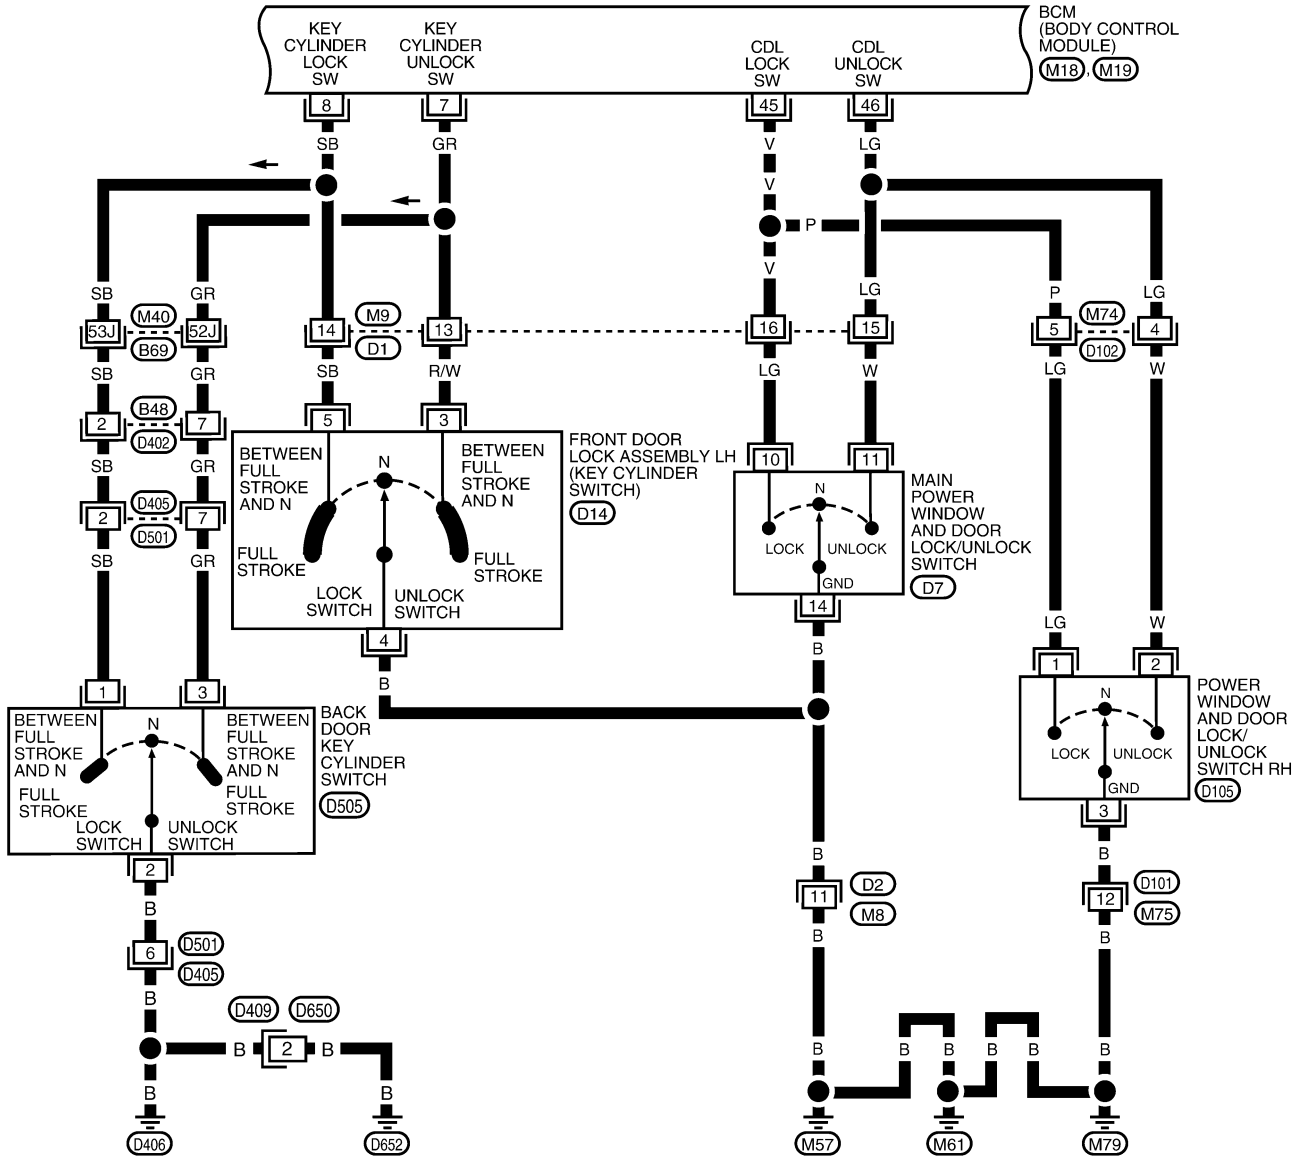 KEY
CYLINDER
LOCK
SW
KEY
CYLINDER
UNLOCK
SW
CDL
LOCK
SW
CDL
UNLOCK
SW
BCM
(BODY CONTROL
MODULE)
M18 , M19
8
7
45
46
SB
GR
V
LG
V
P
V
LG
SB
GR
P
LG
53J
M40
52J
B69
14
M9
13
D1
16
15
5
M74
4
D102
SB
GR
SB
R/W
LG
W
LG
W
2
B48
7
D402
SB
GR
2
D405
7
D501
SB
GR
5
3
BETWEEN
FULL
STROKE
AND N
N
BETWEEN
FULL
STROKE
AND N
FULL
STROKE
FULL
STROKE
LOCK
SWITCH
UNLOCK
SWITCH
FRONT DOOR
LOCK ASSEMBLY LH
(KEY CYLINDER
SWITCH)
D14
4
B
10
11
N
LOCK
UNLOCK
GND
MAIN
POWER
WINDOW
AND DOOR
LOCK/UNLOCK
SWITCH
D7
14
B
LG
W
1
2
N
LOCK
UNLOCK
GND
POWER
WINDOW
AND DOOR
LOCK/
UNLOCK
SWITCH RH
D105
3
B
1
3
BETWEEN
FULL
STROKE
AND N
N
BETWEEN
FULL
STROKE
AND N
FULL
STROKE
FULL
STROKE
LOCK
SWITCH
UNLOCK
SWITCH
BACK
DOOR
KEY
CYLINDER
SWITCH
D505
2
B
6
D501
D405
B
D409
D650
B
2
B
B
B
D406
D652
B
11
D2
M8
B
12
D101
M75
B
B
B
B
B
B
B
M57
M61
M79